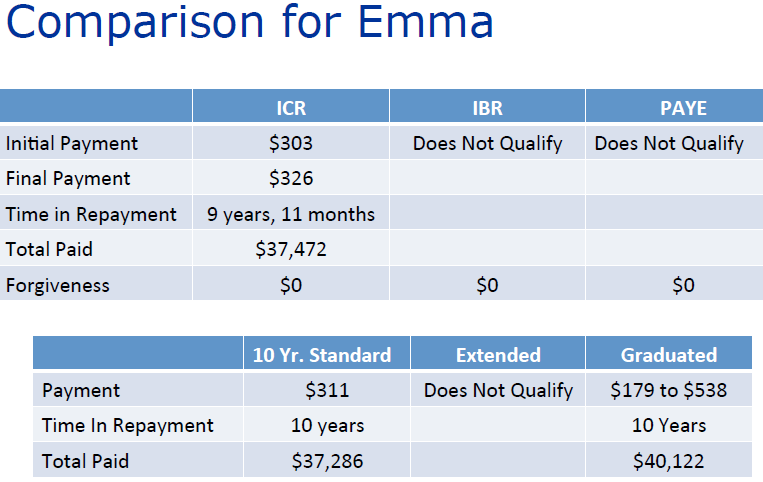 Comparison for Emma
ICR IBR PAYE
Initial Payment $303 Does Not Qualify Does Not Qualify
Final Payment $326
Time in Repayment 9 years, 11 months
Total Paid $37,472
Forgiveness $0 $0 $0
10 Yr. Standard Extended Graduated
Payment $311 Does Not Qualify $179 to $538
Time In Repayment 10 years 10 Years
Total Paid $37,286 $40,122